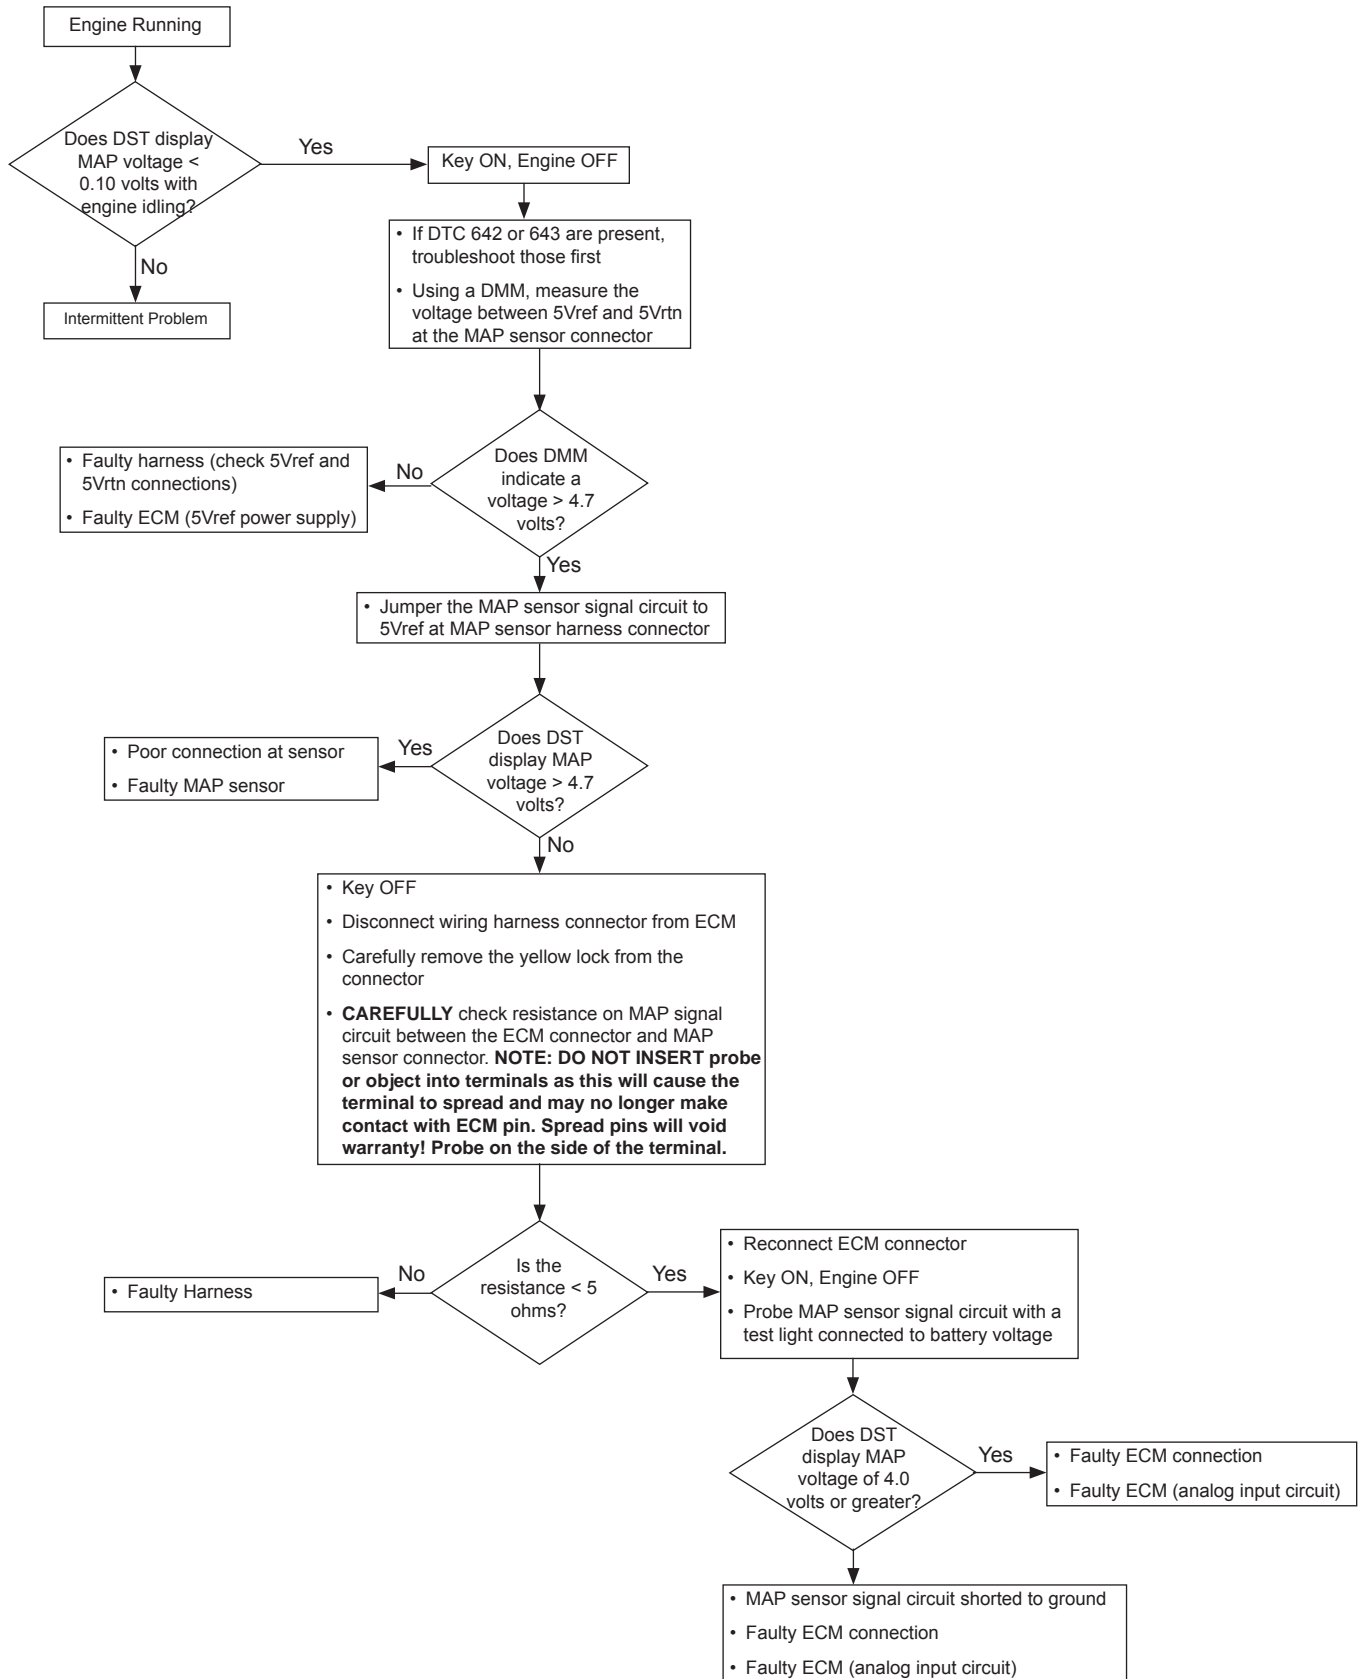 Engine Running
Does DST display
MAP voltage <
0.10 volts with
engine idling?
Yes
No
Intermittent Problem
Key ON, Engine OFF
• If DTC 642 or 643 are present,
troubleshoot those first
• Using a DMM, measure the
voltage between 5Vref and 5Vrtn
at the MAP sensor connector
Does DMM
indicate a
voltage > 4.7
volts?
No
• Faulty harness (check 5Vref and
5Vrtn connections)
• Faulty ECM (5Vref power supply)
Yes
• Jumper the MAP sensor signal circuit to
5Vref at MAP sensor harness connector
Does DST
display MAP
voltage > 4.7
volts?
Yes
• Poor connection at sensor
• Faulty MAP sensor
No
• Key OFF
• Disconnect wiring harness connector from ECM
• Carefully remove the yellow lock from the
connector
• CAREFULLY check resistance on MAP signal
circuit between the ECM connector and MAP
sensor connector. NOTE: DO NOT INSERT probe
or object into terminals as this will cause the
terminal to spread and may no longer make
contact with ECM pin. Spread pins will void
warranty! Probe on the side of the terminal.
Is the
resistance < 5
ohms?
No
• Faulty Harness
Yes
• Reconnect ECM connector
• Key ON, Engine OFF
• Probe MAP sensor signal circuit with a
test light connected to battery voltage
Does DST
display MAP
voltage of 4.0
volts or greater?
Yes
• Faulty ECM connection
• Faulty ECM (analog input circuit)
• MAP sensor signal circuit shorted to ground
• Faulty ECM connection
• Faulty ECM (analog input circuit)